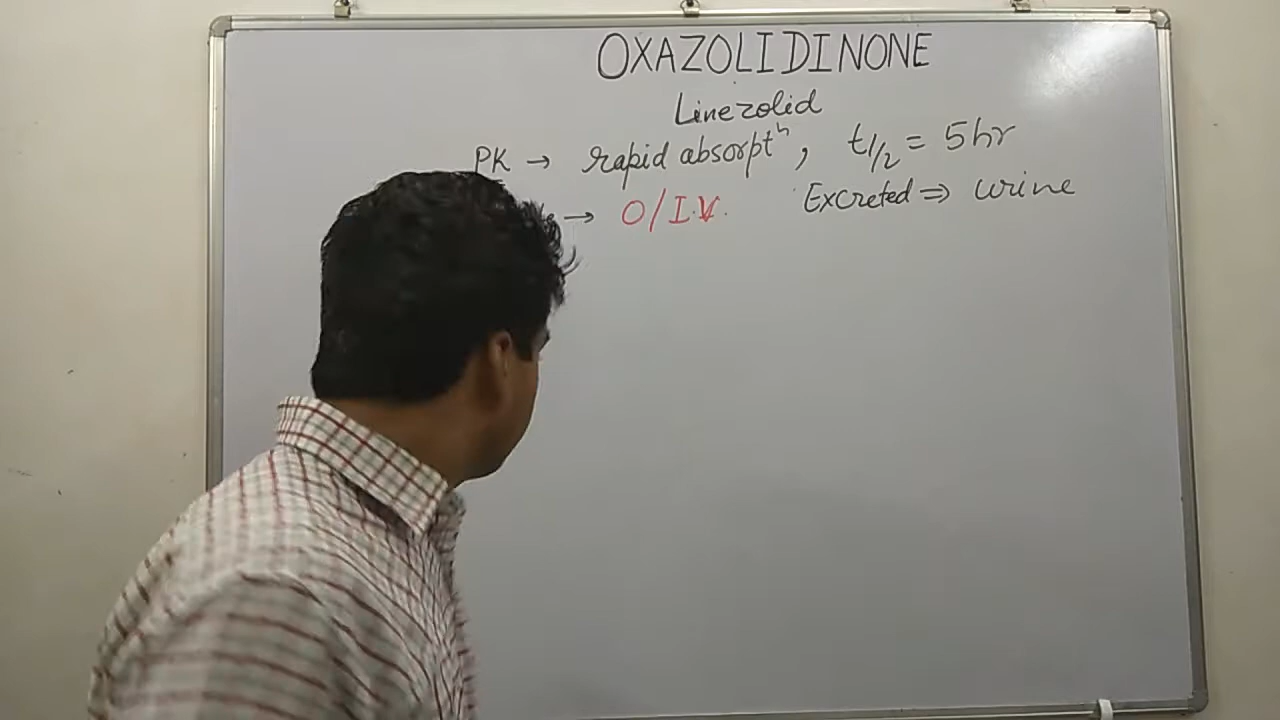 OXAZOLIDINONE
Linezolid
PK → rapid absorptⁿ, t1/2 = 5hr
→ O/I.V. Excreted ⇒ urine